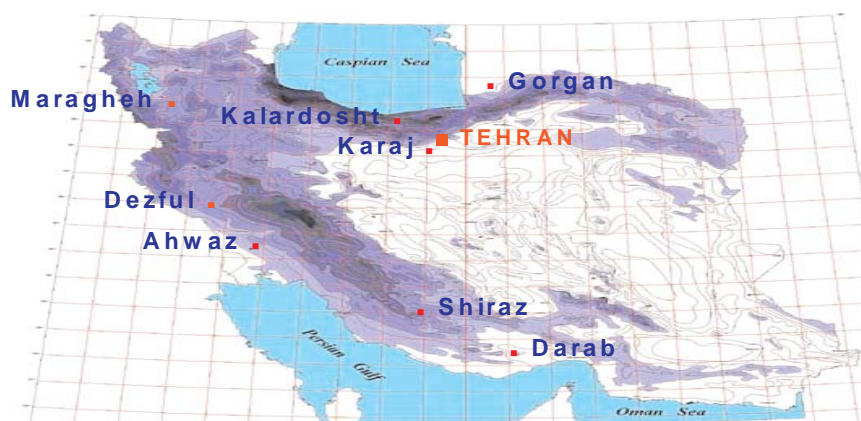 Caspian Sea
Gorgan
Maragheh
Kalardosht
TEHRAN
Karaj
Dezful
Ahwaz
Shiraz
Darab
Persian Gulf
Oman Sea